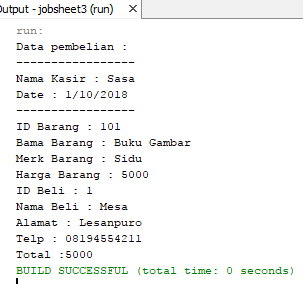 Output - jobsheet3 (run) ×
run:
Data pembelian :
-----------------
Nama Kasir : Sasa
Date : 1/10/2018
-----------------
ID Barang : 101
Bama Barang : Buku Gambar
Merk Barang : Sidu
Harga Barang : 5000
ID Beli : 1
Nama Beli : Mesa
Alamat : Lesanpuro
Telp : 08194554211
Total :5000
BUILD SUCCESSFUL (total time: 0 seconds)